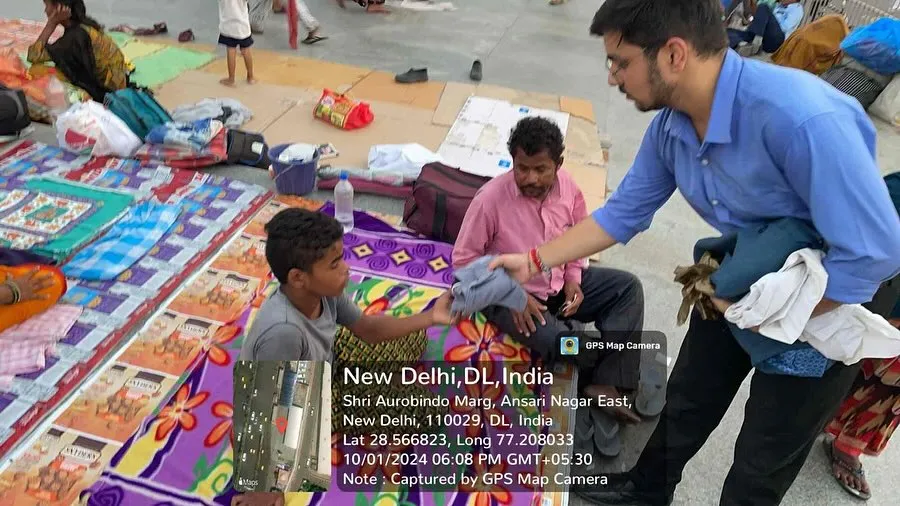 GPS Map Camera
New Delhi,DL,India
Shri Aurobindo Marg, Ansari Nagar East,
New Delhi, 110029, DL, India
Lat 28.566823, Long 77.208033
10/01/2024 06:08 PM GMT+05:30
Note : Captured by GPS Map Camera
Maps